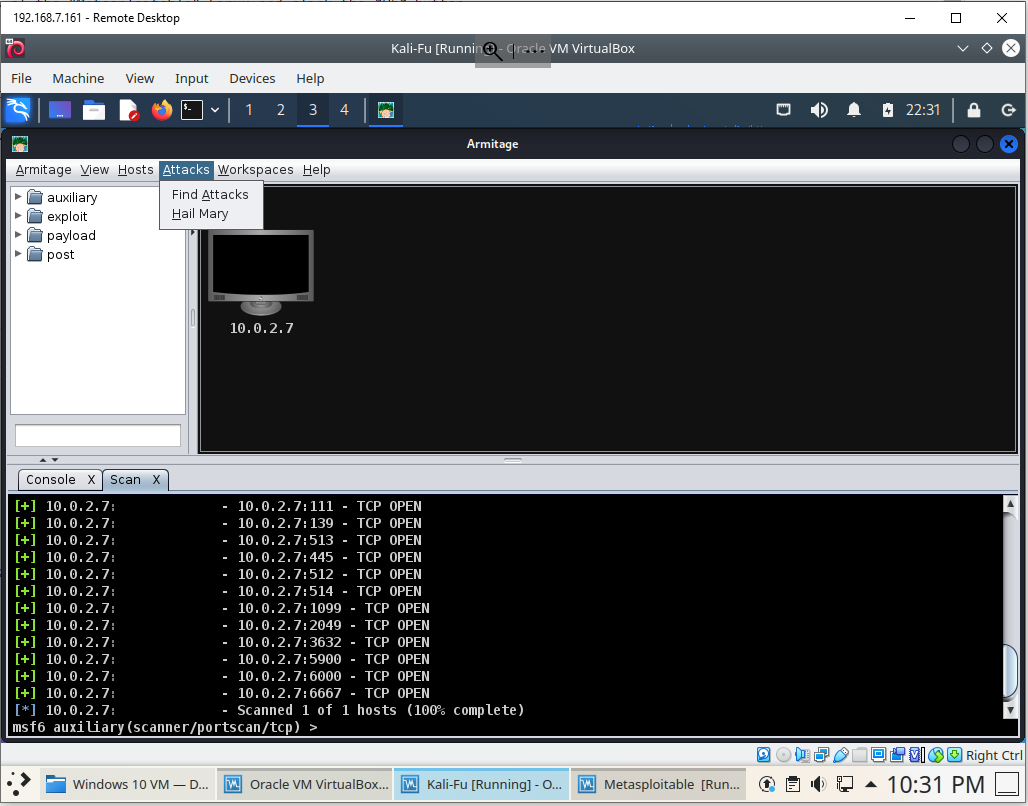 192.168.7.161 - Remote Desktop
Kali-Fu [Running] - Oracle VM VirtualBox
File Machine View Input Devices Help
1 2 3 4 22:31
Armitage
Armitage View Hosts Attacks Workspaces Help
Find Attacks
Hail Mary
auxiliary
exploit
payload
post
10.0.2.7
Console X Scan X
[+] 10.0.2.7: - 10.0.2.7:111 - TCP OPEN
[+] 10.0.2.7: - 10.0.2.7:139 - TCP OPEN
[+] 10.0.2.7: - 10.0.2.7:513 - TCP OPEN
[+] 10.0.2.7: - 10.0.2.7:445 - TCP OPEN
[+] 10.0.2.7: - 10.0.2.7:512 - TCP OPEN
[+] 10.0.2.7: - 10.0.2.7:514 - TCP OPEN
[+] 10.0.2.7: - 10.0.2.7:1099 - TCP OPEN
[+] 10.0.2.7: - 10.0.2.7:2049 - TCP OPEN
[+] 10.0.2.7: - 10.0.2.7:3632 - TCP OPEN
[+] 10.0.2.7: - 10.0.2.7:5900 - TCP OPEN
[+] 10.0.2.7: - 10.0.2.7:6000 - TCP OPEN
[+] 10.0.2.7: - 10.0.2.7:6667 - TCP OPEN
[*] 10.0.2.7: - Scanned 1 of 1 hosts (100% complete)
msf6 auxiliary(scanner/portscan/tcp) >
Right Ctrl
Windows 10 VM — D... Oracle VM VirtualBox... Kali-Fu [Running] - O... Metasploitable [Run... 10:31 PM